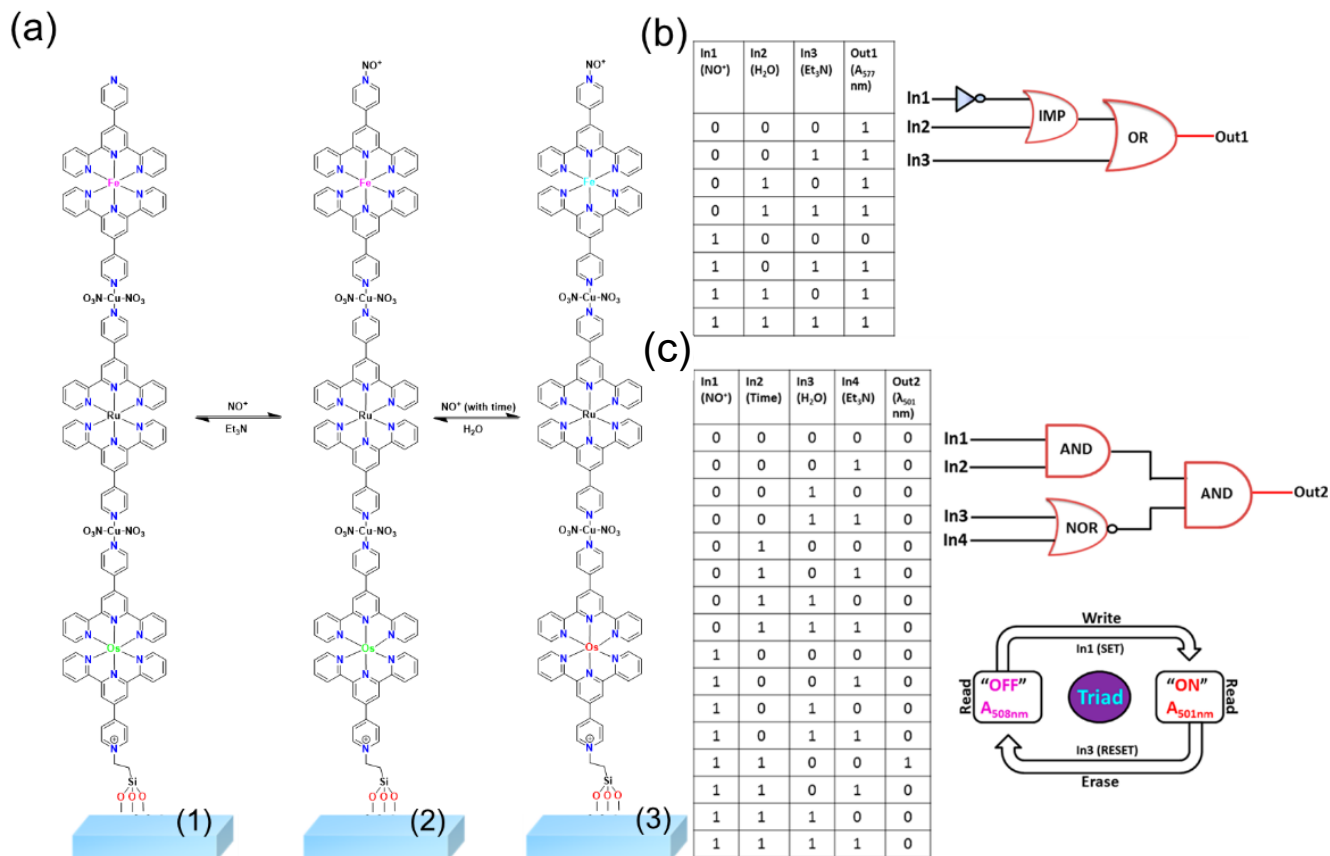 (a)
N
N
N N
Fe
N N
N
N
O₃N-Cu-NO₃
N
N
N N
Ru
N N
N
N
O₃N-Cu-NO₃
N
N
N N
Os
N N
N
N
⊕
Si
O O O
(1)
NO⁺
Et₃N
NO⁺
N
N
N N
Fe
N N
N
N
O₃N-Cu-NO₃
N
N
N N
Ru
N N
N
N
O₃N-Cu-NO₃
N
N
N N
Os
N N
N
N
⊕
Si
O O O
(2)
NO⁺ (with time)
H₂O
NO⁺
N
N
N N
Fe
N N
N
N
O₃N-Cu-NO₃
N
N
N N
Ru
N N
N
N
O₃N-Cu-NO₃
N
N
N N
Os
N N
N
N
⊕
Si
O O O
(3)
(b)
In1 (NO⁺) In2 (H₂O) In3 (Et₃N) Out1 (A₅₇₇ nm)
0 0 0 1
0 0 1 1
0 1 0 1
0 1 1 1
1 0 0 0
1 0 1 1
1 1 0 1
1 1 1 1
In1
In2
In3
IMP
OR
Out1
(c)
In1 (NO⁺) In2 (Time) In3 (H₂O) In4 (Et₃N) Out2 (λ₅₀₁ nm)
0 0 0 0 0
0 0 0 1 0
0 0 1 0 0
0 0 1 1 0
0 1 0 0 0
0 1 0 1 0
0 1 1 0 0
0 1 1 1 0
1 0 0 0 0
1 0 0 1 0
1 0 1 0 0
1 0 1 1 0
1 1 0 0 1
1 1 0 1 0
1 1 1 0 0
1 1 1 1 0
In1
In2
In3
In4
AND
NOR
AND
Out2
Write
In1 (SET)
Read
"OFF"
A₅₀₈nm
Triad
"ON"
A₅₀₁nm
Read
In3 (RESET)
Erase